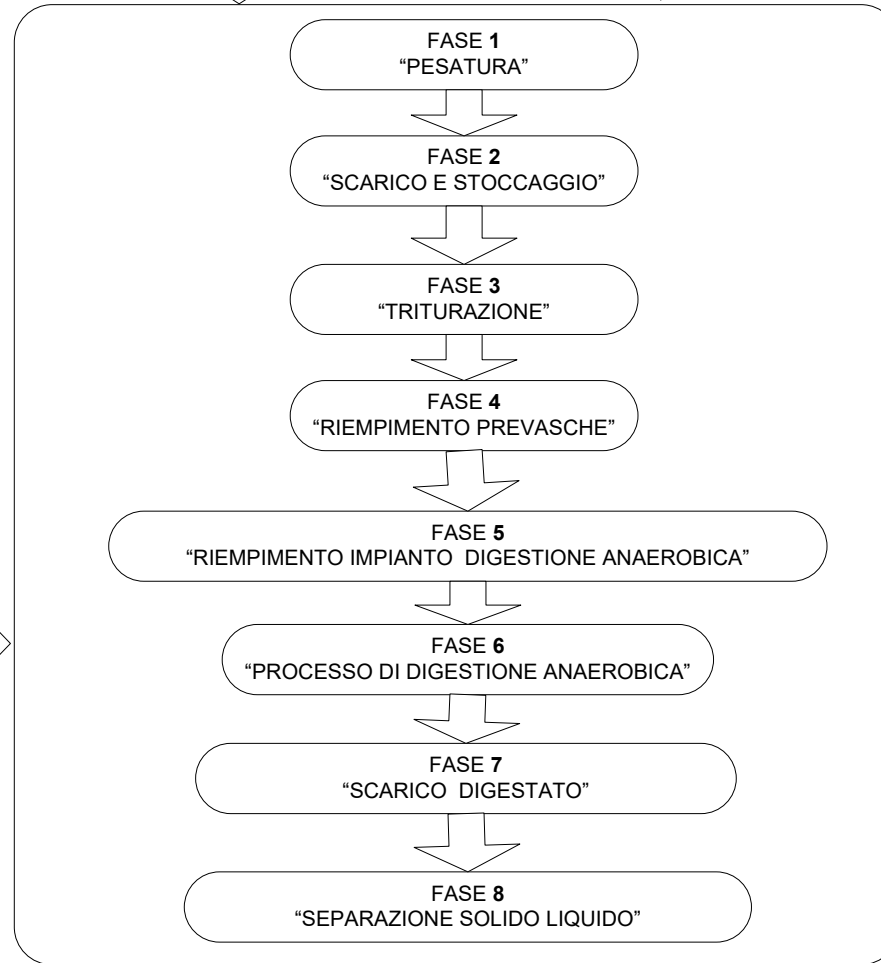 FASE 1
“PESATURA”
FASE 2
“SCARICO E STOCCAGGIO”
FASE 3
“TRITURAZIONE”
FASE 4
“RIEMPIMENTO PREVASCHE”
FASE 5
“RIEMPIMENTO IMPIANTO DIGESTIONE ANAEROBICA”
FASE 6
“PROCESSO DI DIGESTIONE ANAEROBICA”
FASE 7
“SCARICO DIGESTATO”
FASE 8
“SEPARAZIONE SOLIDO LIQUIDO”